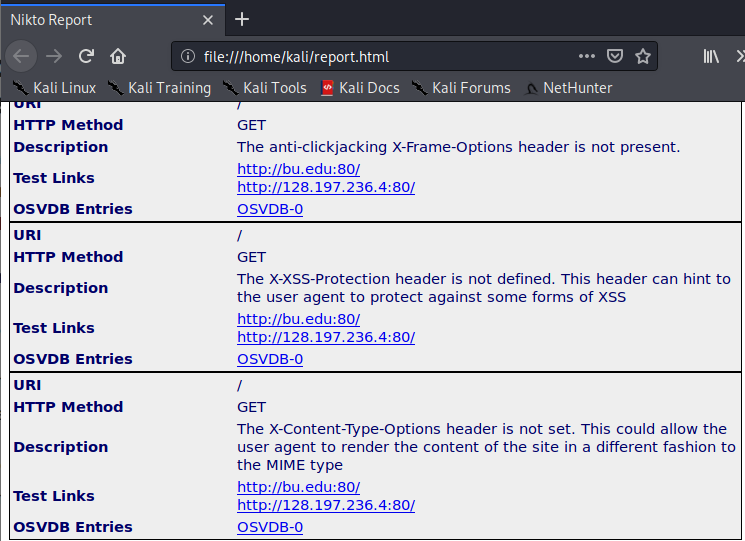 Nikto Report
file:///home/kali/report.html
Kali Linux Kali Training Kali Tools Kali Docs Kali Forums NetHunter
URI /
HTTP Method GET
Description The anti-clickjacking X-Frame-Options header is not present.
Test Links http://bu.edu:80/
http://128.197.236.4:80/
OSVDB Entries OSVDB-0
URI /
HTTP Method GET
Description The X-XSS-Protection header is not defined. This header can hint to
the user agent to protect against some forms of XSS
Test Links http://bu.edu:80/
http://128.197.236.4:80/
OSVDB Entries OSVDB-0
URI /
HTTP Method GET
Description The X-Content-Type-Options header is not set. This could allow the
user agent to render the content of the site in a different fashion to
the MIME type
Test Links http://bu.edu:80/
http://128.197.236.4:80/
OSVDB Entries OSVDB-0